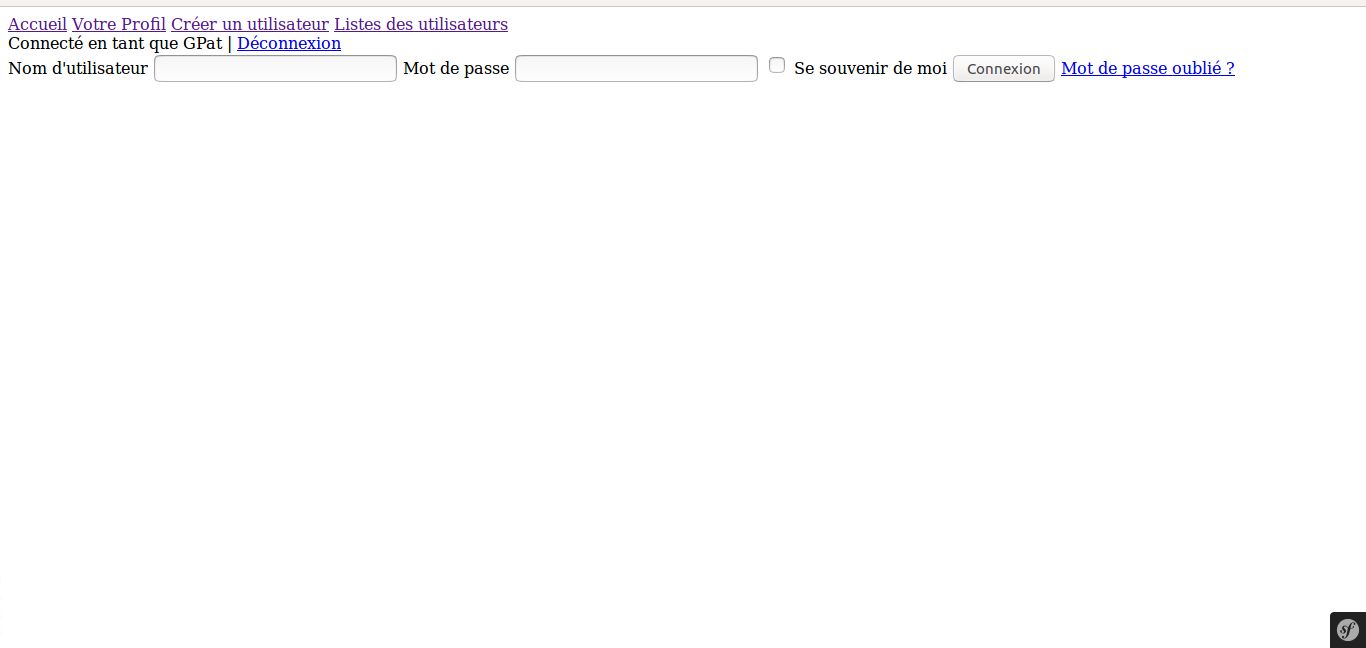 Accueil Votre Profil Créer un utilisateur Listes des utilisateurs
Connecté en tant que GPat | Déconnexion
Nom d'utilisateur Mot de passe Se souvenir de moi Connexion Mot de passe oublié ?
sf